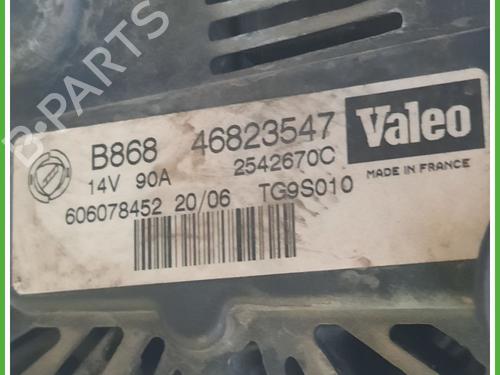 B-PARTS
B868 46823547
14V 90A 2542670C
606078452 20/06 TG9S010
Valeo
MADE IN FRANCE